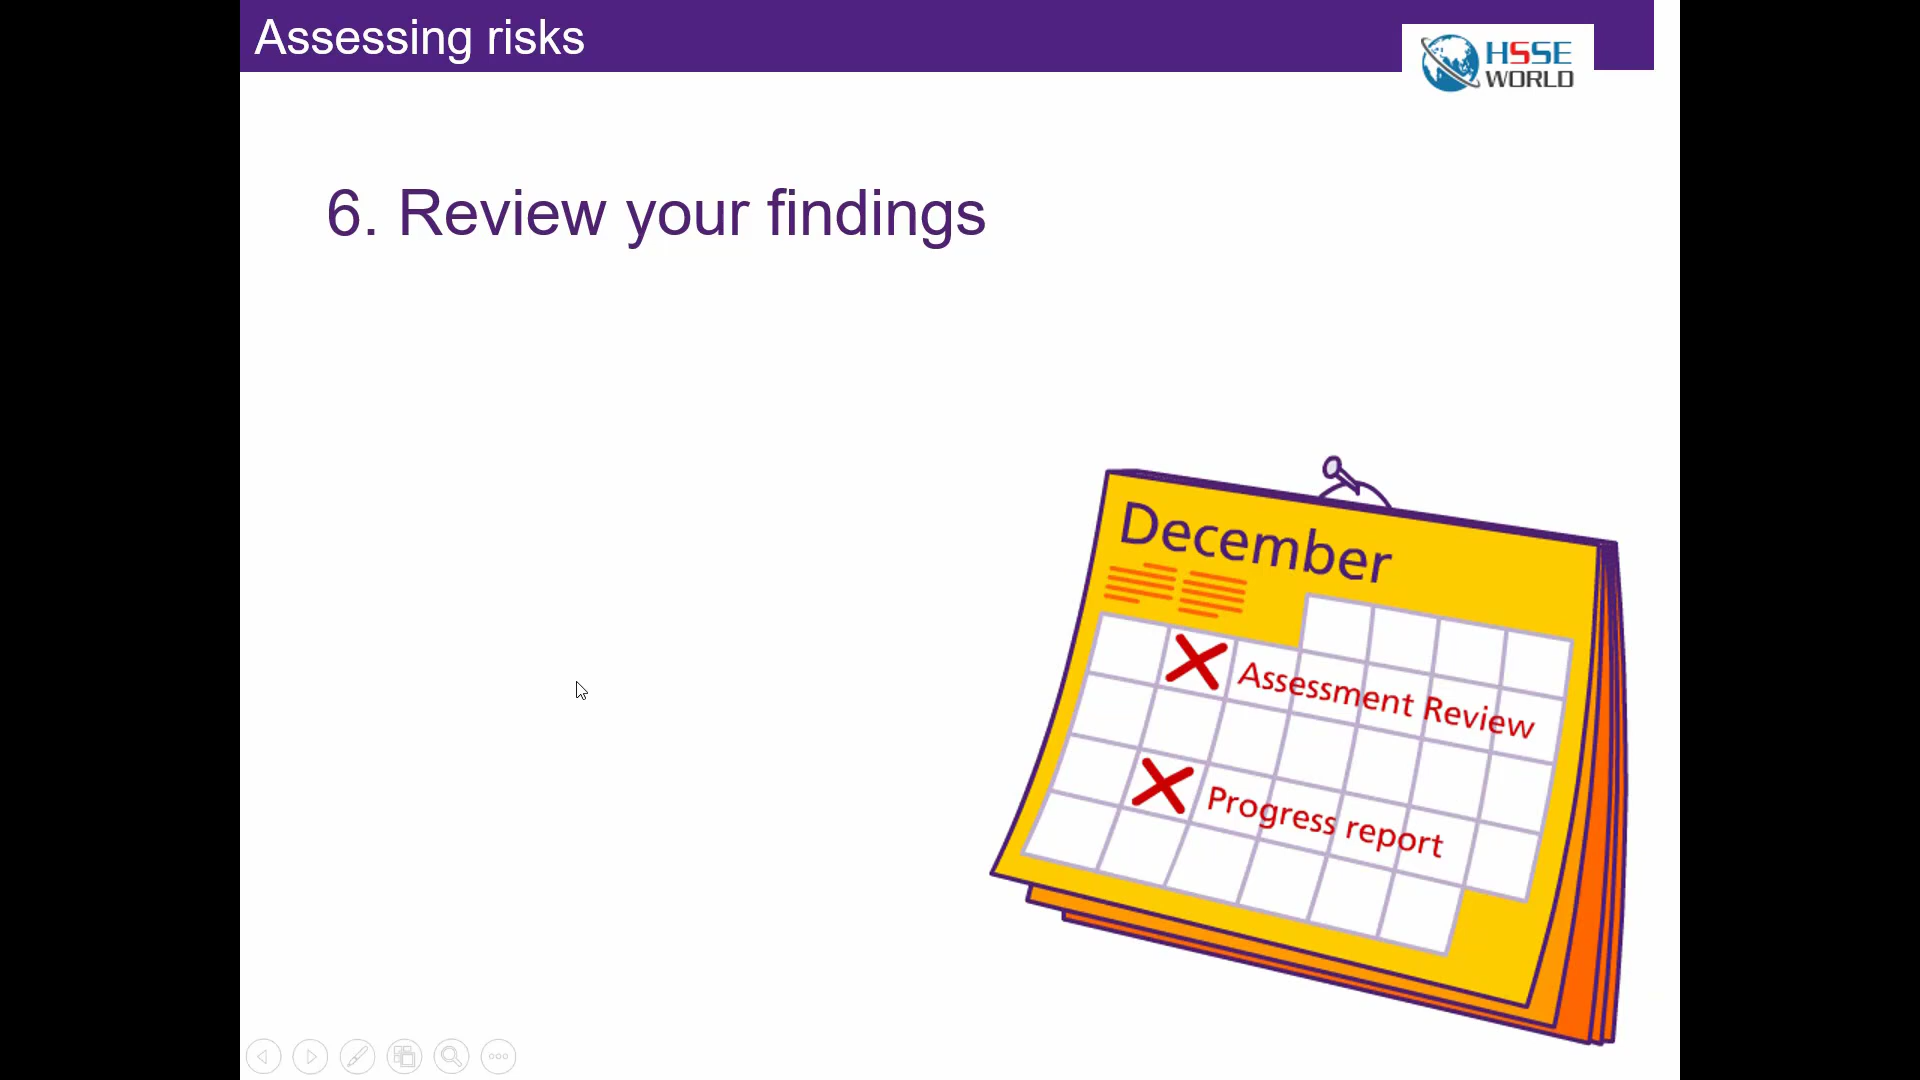 Assessing risks
HSSE
WORLD
6. Review your findings
December
Assessment Review
Progress report